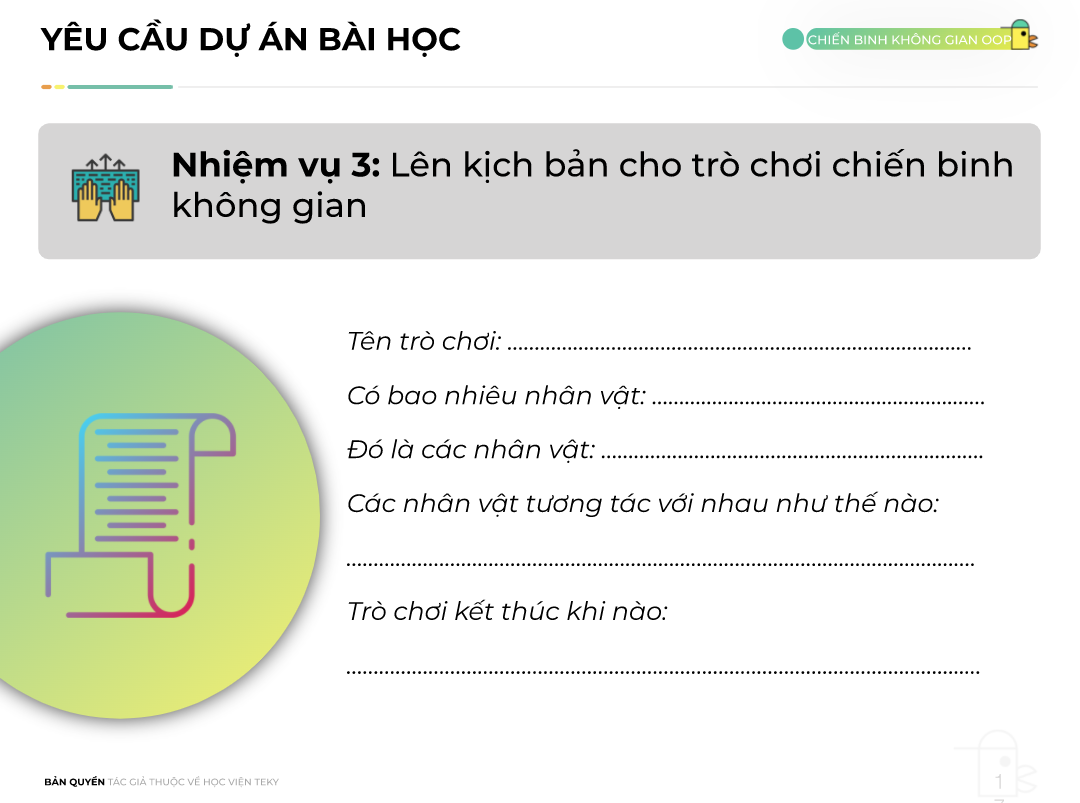 YÊU CẦU DỰ ÁN BÀI HỌC
CHIẾN BINH KHÔNG GIAN OOP
Nhiệm vụ 3: Lên kịch bản cho trò chơi chiến binh
không gian
Tên trò chơi: ....................................................................................
Có bao nhiêu nhân vật: ............................................................
Đó là các nhân vật: .....................................................................
Các nhân vật tương tác với nhau như thế nào:
..................................................................................................................
Trò chơi kết thúc khi nào:
...................................................................................................................
BẢN QUYỀN TÁC GIẢ THUỘC VỀ HỌC VIỆN TEKY
1